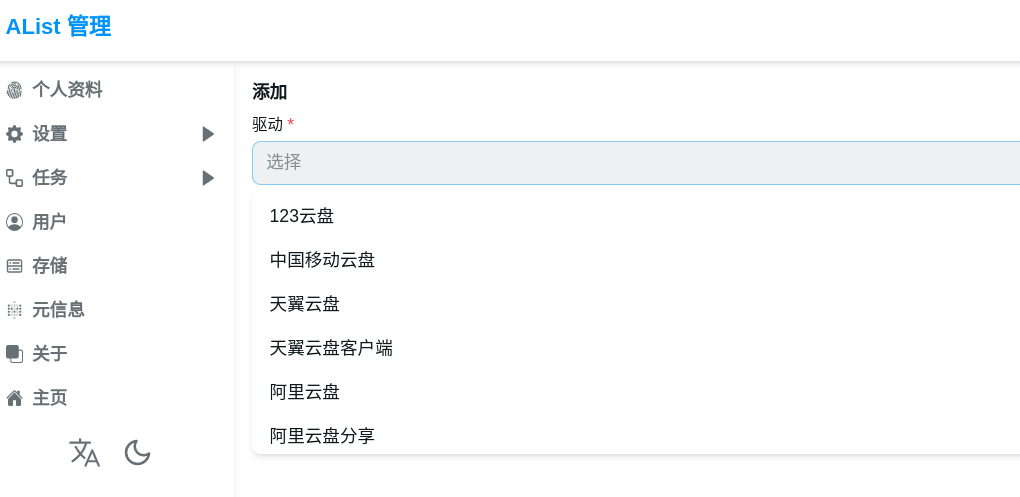 AList 管理
个人资料
设置
任务
用户
存储
元信息
关于
主页
添加
驱动 *
选择
123云盘
中国移动云盘
天翼云盘
天翼云盘客户端
阿里云盘
阿里云盘分享